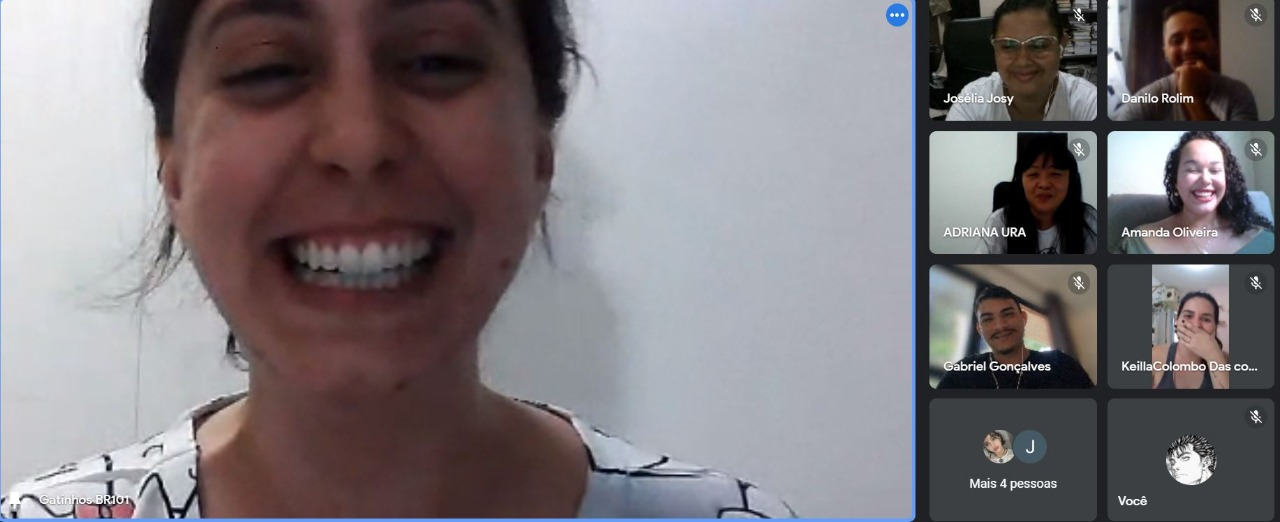 Gatinhos BR101
Josélia Josy
Danilo Rolim
ADRIANA URA
Amanda Oliveira
Gabriel Gonçalves
KeillaColombo Das co...
J
Mais 4 pessoas
Você